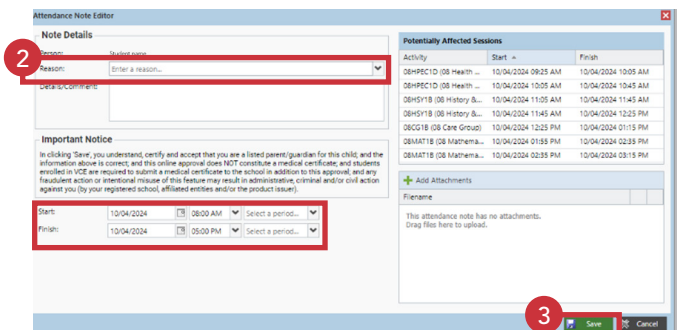 Attendance Note Editor
Note Details
2
Person: Student name
Reason: Enter a reason...
Details/Comment:
Important Notice
In clicking 'Save', you understand, certify and accept that you are a listed parent/guardian for this child; and the
information above is correct; and this online approval does NOT constitute a medical certificate; and students
enrolled in VCE are required to submit a medical certificate to the school in addition to this approval; and any
fraudulent action or intentional misuse of this feature may result in administrative, criminal and/or civil action
against you (by your registered school, affiliated entities and/or the product issuer).
Start: 10/04/2024 08:00 AM Select a period...
Finish: 10/04/2024 05:00 PM Select a period...
Potentially Affected Sessions
Activity Start Finish
08HPEC1D (08 Health ... 10/04/2024 09:25 AM 10/04/2024 10:05 AM
08HPEC1D (08 Health ... 10/04/2024 10:05 AM 10/04/2024 10:45 AM
08HSY1B (08 History &... 10/04/2024 11:05 AM 10/04/2024 11:45 AM
08HSY1B (08 History &... 10/04/2024 11:45 AM 10/04/2024 12:25 PM
08CG1B (08 Care Group) 10/04/2024 12:25 PM 10/04/2024 01:15 PM
08MAT1B (08 Mathema... 10/04/2024 01:55 PM 10/04/2024 02:35 PM
08MAT1B (08 Mathema... 10/04/2024 02:35 PM 10/04/2024 03:15 PM
Add Attachments
Filename
This attendance note has no attachments.
Drag files here to upload.
3
Save Cancel